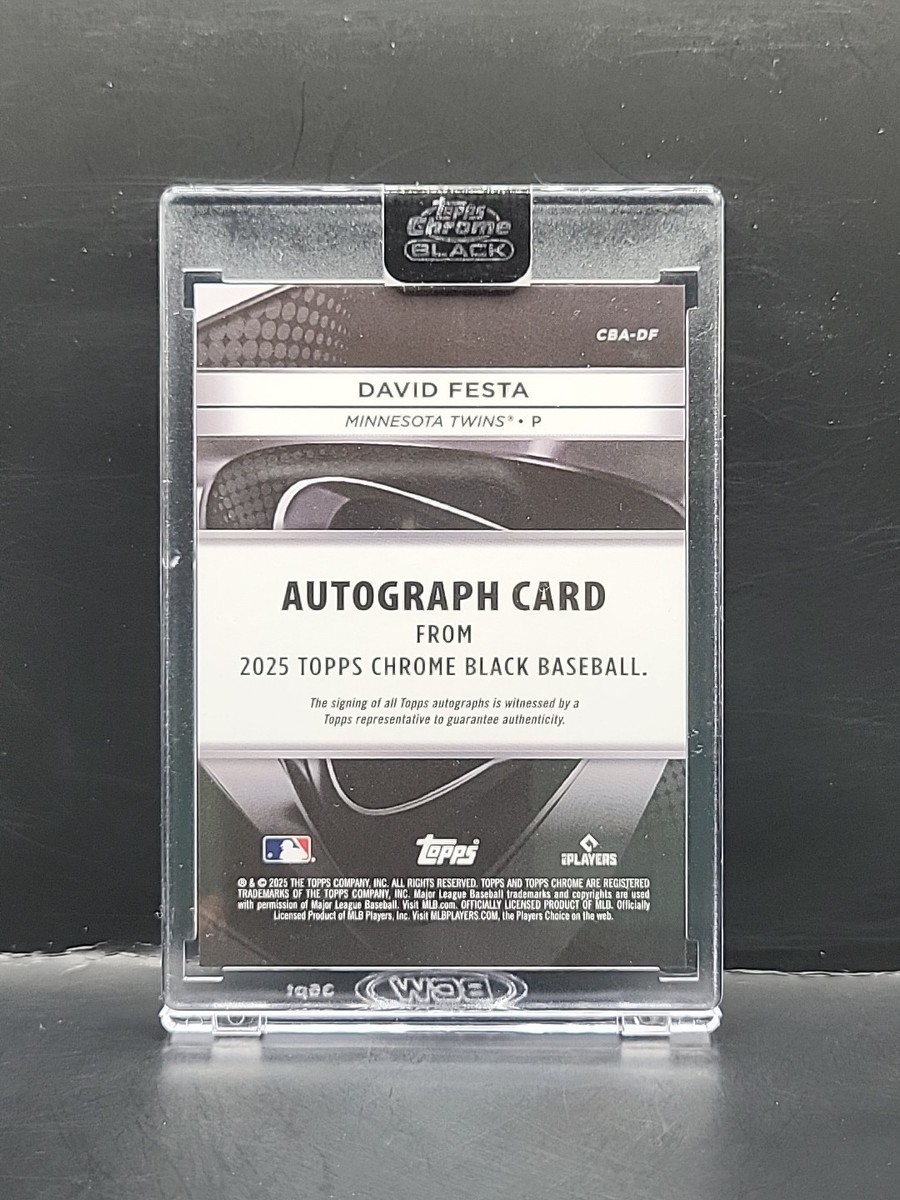 Topps
Chrome
BLACK
CBA-DF
DAVID FESTA
MINNESOTA TWINS® • P
AUTOGRAPH CARD
FROM
2025 TOPPS CHROME BLACK BASEBALL.
The signing of all Topps autographs is witnessed by a
Topps representative to guarantee authenticity.
Topps
MLB PLAYERS
® & © 2025 THE TOPPS COMPANY, INC. ALL RIGHTS RESERVED. TOPPS AND TOPPS CHROME ARE REGISTERED
TRADEMARKS OF THE TOPPS COMPANY, INC. Major League Baseball trademarks and copyrights are used
with permission of Major League Baseball. Visit MLB.com. OFFICIALLY LICENSED PRODUCT OF MLB. Officially
Licensed Product of MLB Players, Inc. Visit MLBPLAYERS.COM, the Players Choice on the web.
BCW
35pt